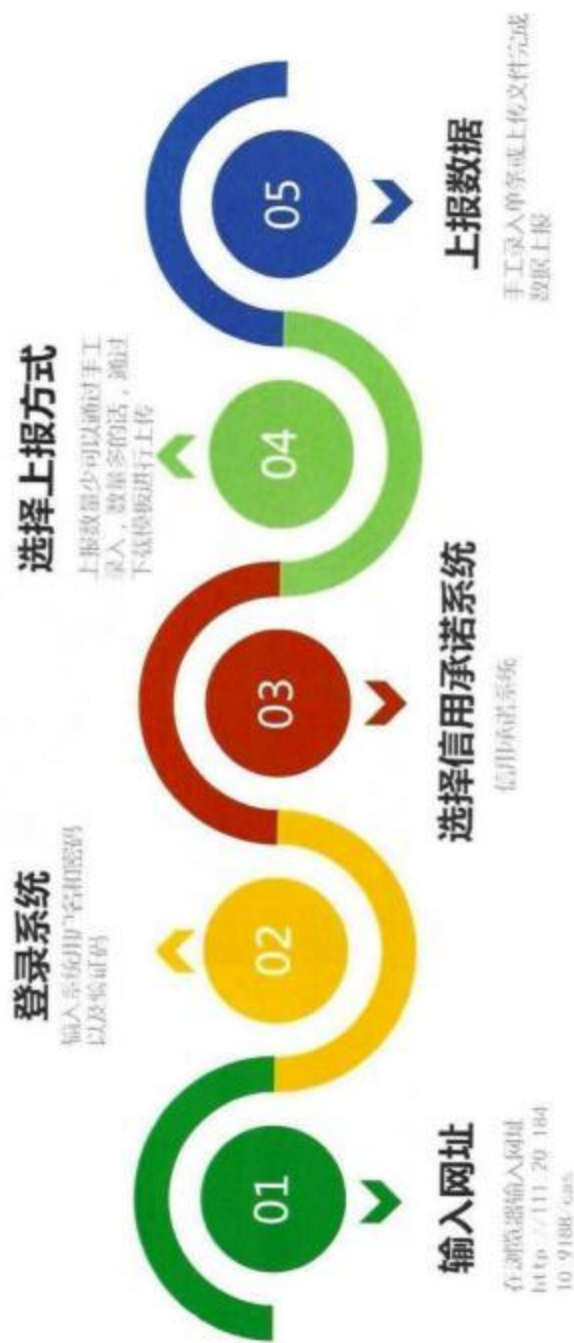 01
输入网址
在浏览器输入网址
http://111.20.184
10:9188/cas
02
登录系统
输入系统用户名和密码
以及验证码
03
选择信用承诺系统
信用承诺系统
04
选择上报方式
上报数量少可以通过手工
录入，数量多的话，通过
下载模板进行上传
05
上报数据
手工录入单条或上传文件完成
数据上报